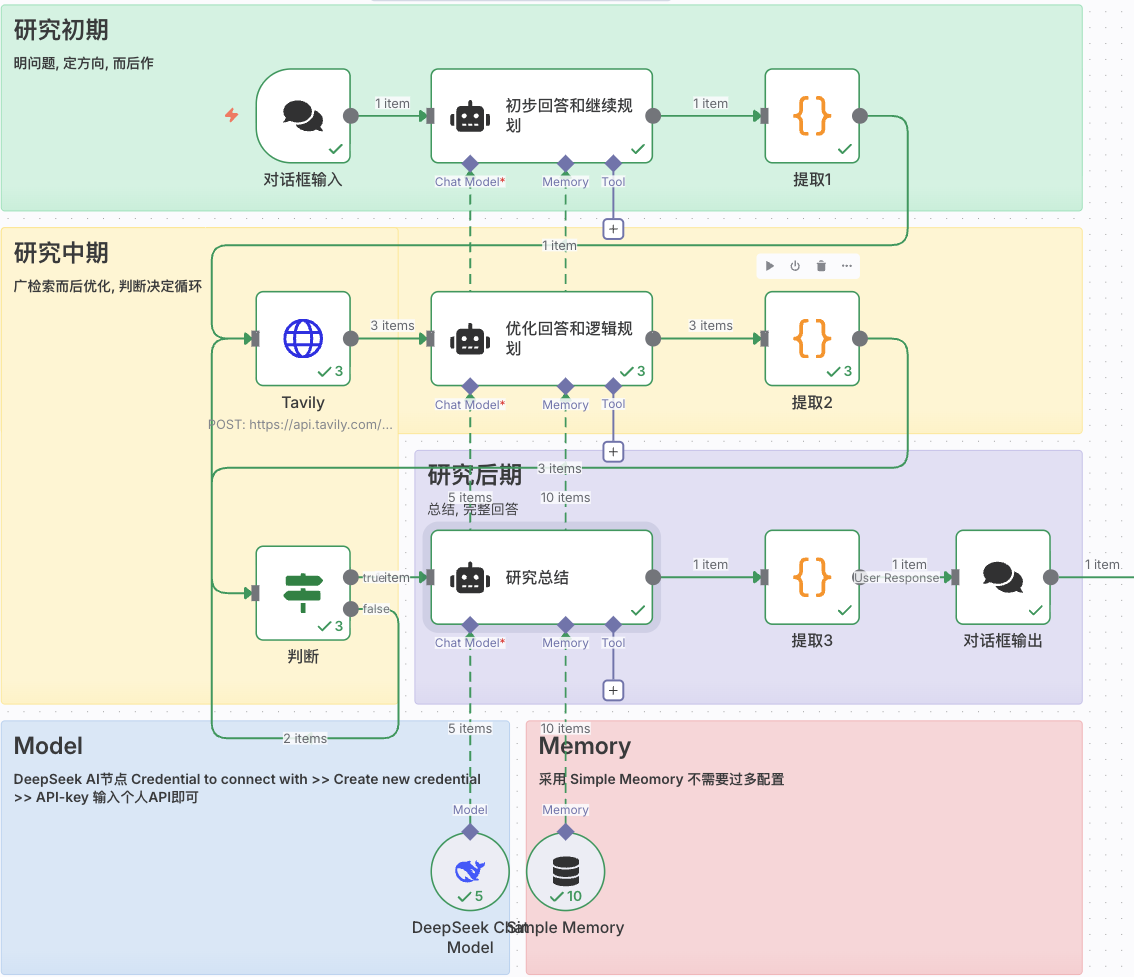 研究初期
明问题, 定方向, 而后作
1 item
初步回答和继续规
划
1 item
{}
对话框输入
Chat Model*
Memory
Tool
提取1
+
1 item
研究中期
广检索而后优化, 判断决定循环
3 items
优化回答和逻辑规
划
3 items
{}
3
3
3
Tavily
POST: https://api.tavily.com/...
Chat Model*
Memory
Tool
提取2
+
3 items
研究后期
5 items
10 items
总结, 完整回答
true
item
研究总结
1 item
{}
1 item
User Response
1 item
false
3
判断
Chat Model*
Memory
Tool
提取3
对话框输出
+
2 items
5 items
10 items
Model
DeepSeek AI节点 Credential to connect with >> Create new credential
>> API-key 输入个人API即可
Memory
采用 Simple Meomory 不需要过多配置
Model
Memory
5
10
DeepSeek Chat
Model
Simple Memory